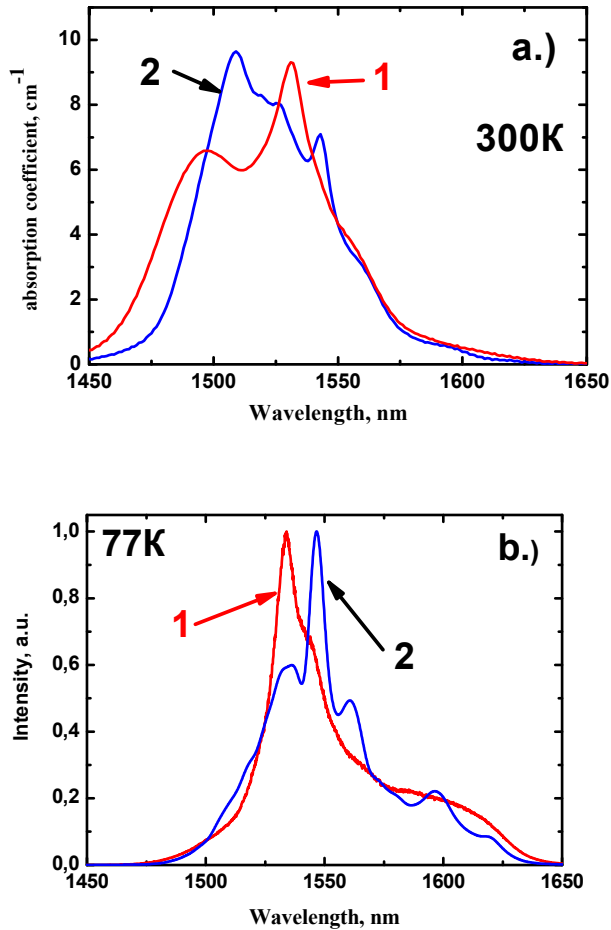 a.)
2
1
300K
absorption coefficient, cm-1
10
8
6
4
2
0
1450 1500 1550 1600 1650
Wavelength, nm
77K
b.)
1
2
Intensity, a.u.
1,0
0,8
0,6
0,4
0,2
0,0
1450 1500 1550 1600 1650
Wavelength, nm